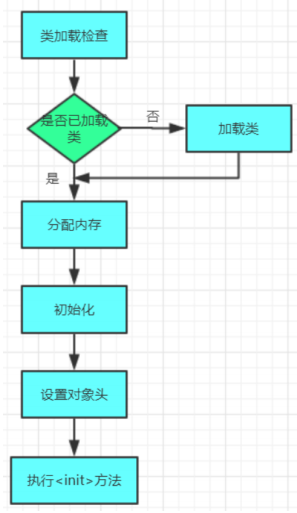 类加载检查
是否已加载
类
否
加载类
是
分配内存
初始化
设置对象头
执行<init>方法